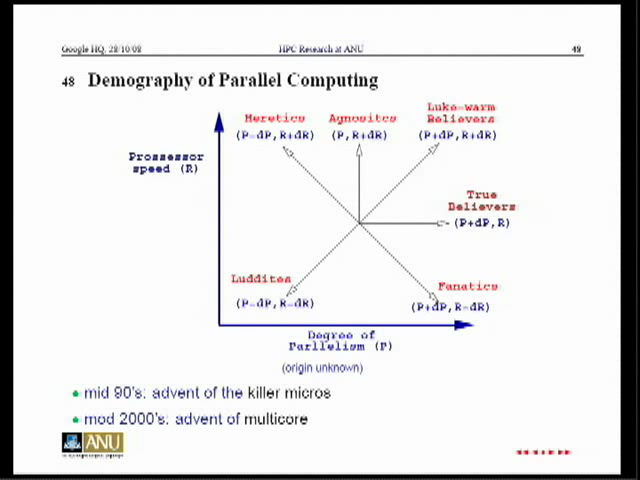 Google HQ, 28/10/08 HPC Research at ANU 48
48 Demography of Parallel Computing
Heretics Agnositcs Luke-warm Believers
(P-dP,R+dR) (P,R+dR) (P+dP,R+dR)
Prossessor
speed (R)
True
Believers
(P+dP,R)
Luddites Fanatics
(P-dP,R-dR) (P+dP,R-dR)
Degree of
Parllelism (P)
(origin unknown)
mid 90's: advent of the killer micros
mod 2000's: advent of multicore
ANU